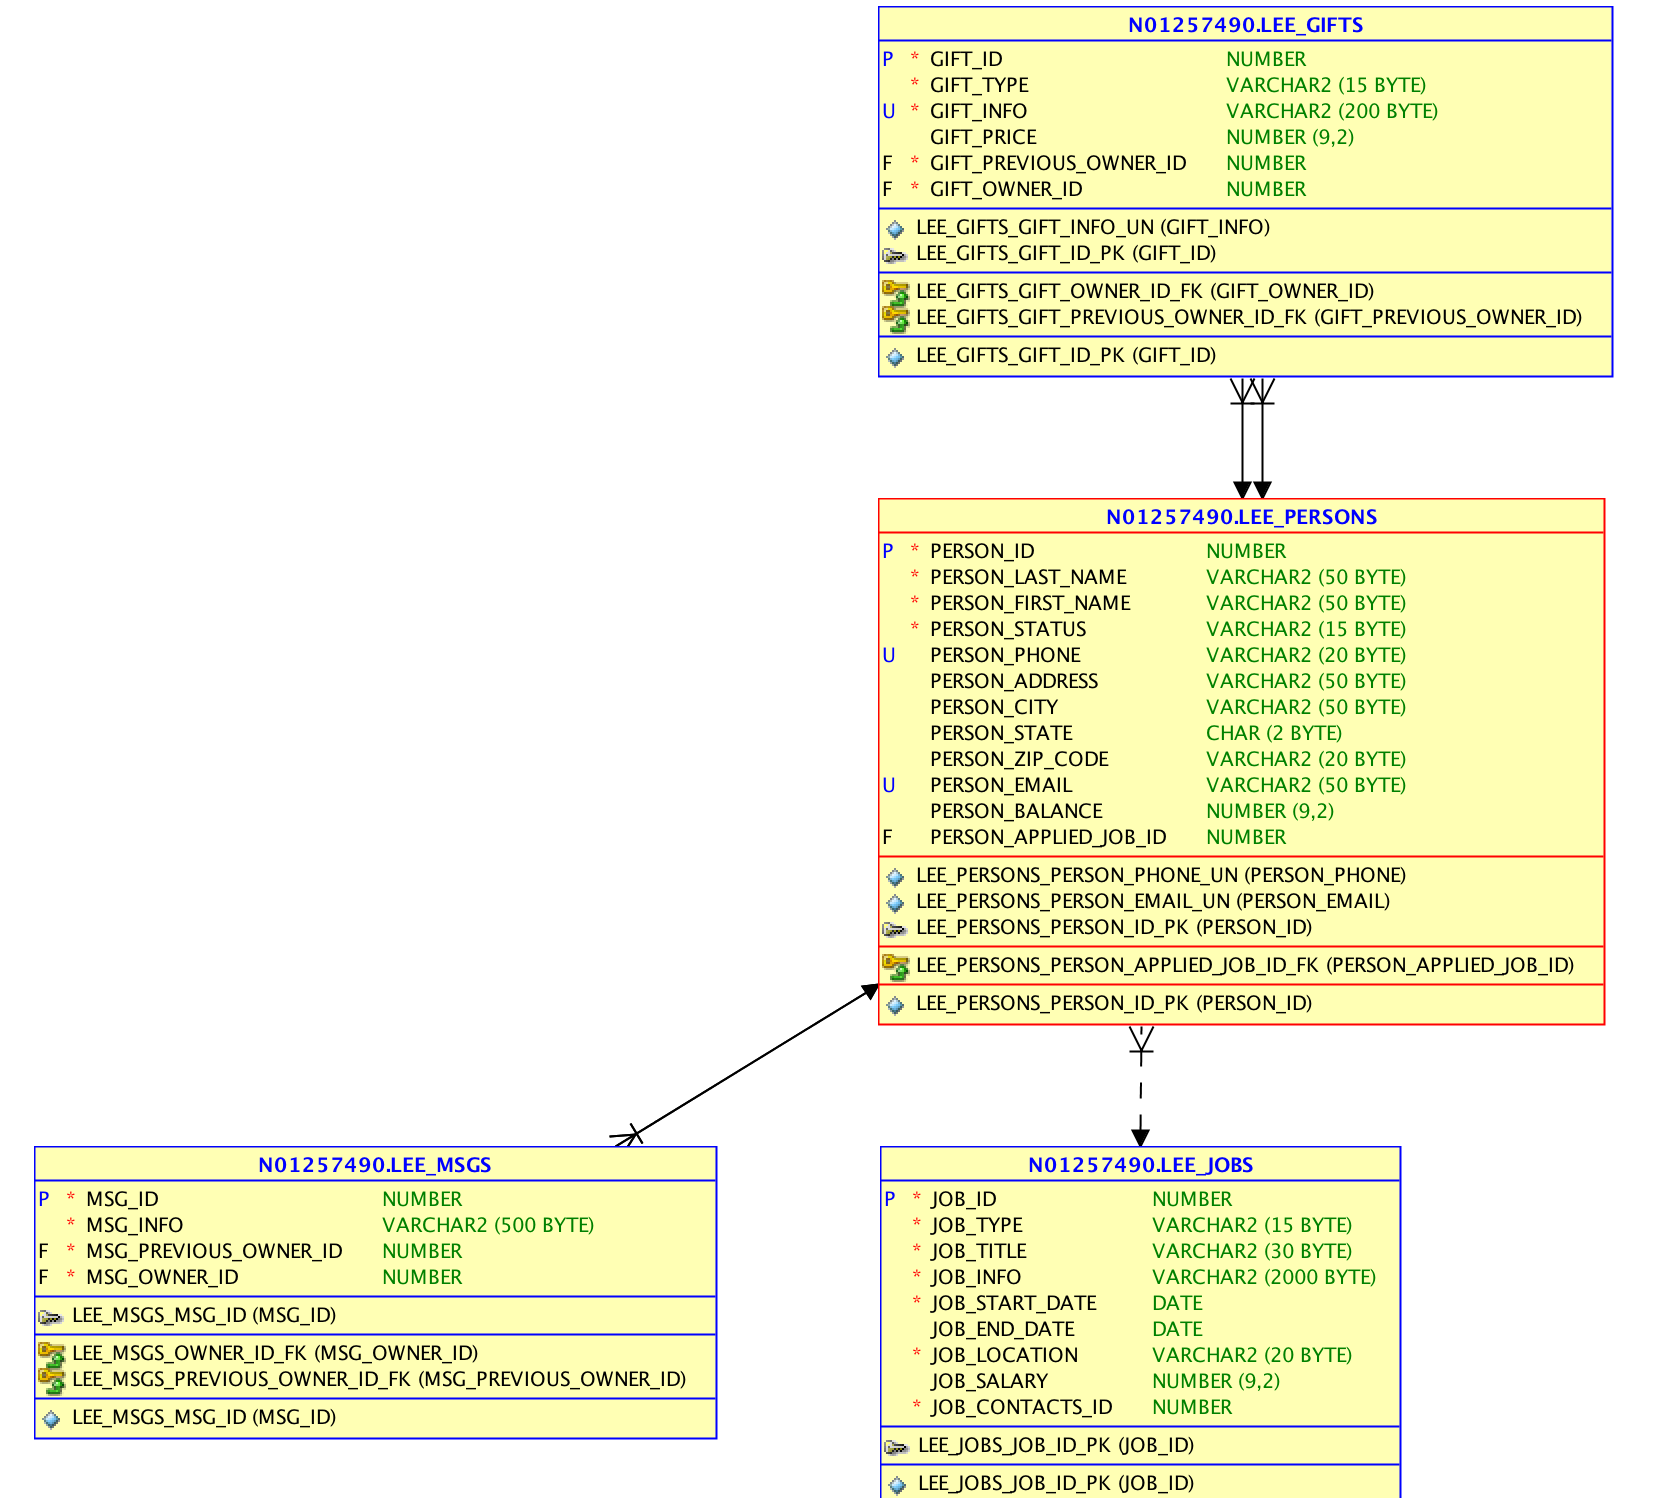 N01257490.LEE_GIFTS
P * GIFT_ID NUMBER
* GIFT_TYPE VARCHAR2 (15 BYTE)
U * GIFT_INFO VARCHAR2 (200 BYTE)
GIFT_PRICE NUMBER (9,2)
F * GIFT_PREVIOUS_OWNER_ID NUMBER
F * GIFT_OWNER_ID NUMBER
LEE_GIFTS_GIFT_INFO_UN (GIFT_INFO)
LEE_GIFTS_GIFT_ID_PK (GIFT_ID)
LEE_GIFTS_GIFT_OWNER_ID_FK (GIFT_OWNER_ID)
LEE_GIFTS_GIFT_PREVIOUS_OWNER_ID_FK (GIFT_PREVIOUS_OWNER_ID)
LEE_GIFTS_GIFT_ID_PK (GIFT_ID)
N01257490.LEE_PERSONS
P * PERSON_ID NUMBER
* PERSON_LAST_NAME VARCHAR2 (50 BYTE)
* PERSON_FIRST_NAME VARCHAR2 (50 BYTE)
* PERSON_STATUS VARCHAR2 (15 BYTE)
U PERSON_PHONE VARCHAR2 (20 BYTE)
PERSON_ADDRESS VARCHAR2 (50 BYTE)
PERSON_CITY VARCHAR2 (50 BYTE)
PERSON_STATE CHAR (2 BYTE)
PERSON_ZIP_CODE VARCHAR2 (20 BYTE)
U PERSON_EMAIL VARCHAR2 (50 BYTE)
PERSON_BALANCE NUMBER (9,2)
F PERSON_APPLIED_JOB_ID NUMBER
LEE_PERSONS_PERSON_PHONE_UN (PERSON_PHONE)
LEE_PERSONS_PERSON_EMAIL_UN (PERSON_EMAIL)
LEE_PERSONS_PERSON_ID_PK (PERSON_ID)
LEE_PERSONS_PERSON_APPLIED_JOB_ID_FK (PERSON_APPLIED_JOB_ID)
LEE_PERSONS_PERSON_ID_PK (PERSON_ID)
N01257490.LEE_MSGS
P * MSG_ID NUMBER
* MSG_INFO VARCHAR2 (500 BYTE)
F * MSG_PREVIOUS_OWNER_ID NUMBER
F * MSG_OWNER_ID NUMBER
LEE_MSGS_MSG_ID (MSG_ID)
LEE_MSGS_OWNER_ID_FK (MSG_OWNER_ID)
LEE_MSGS_PREVIOUS_OWNER_ID_FK (MSG_PREVIOUS_OWNER_ID)
LEE_MSGS_MSG_ID (MSG_ID)
N01257490.LEE_JOBS
P * JOB_ID NUMBER
* JOB_TYPE VARCHAR2 (15 BYTE)
* JOB_TITLE VARCHAR2 (30 BYTE)
* JOB_INFO VARCHAR2 (2000 BYTE)
* JOB_START_DATE DATE
JOB_END_DATE DATE
* JOB_LOCATION VARCHAR2 (20 BYTE)
JOB_SALARY NUMBER (9,2)
* JOB_CONTACTS_ID NUMBER
LEE_JOBS_JOB_ID_PK (JOB_ID)
LEE_JOBS_JOB_ID_PK (JOB_ID)